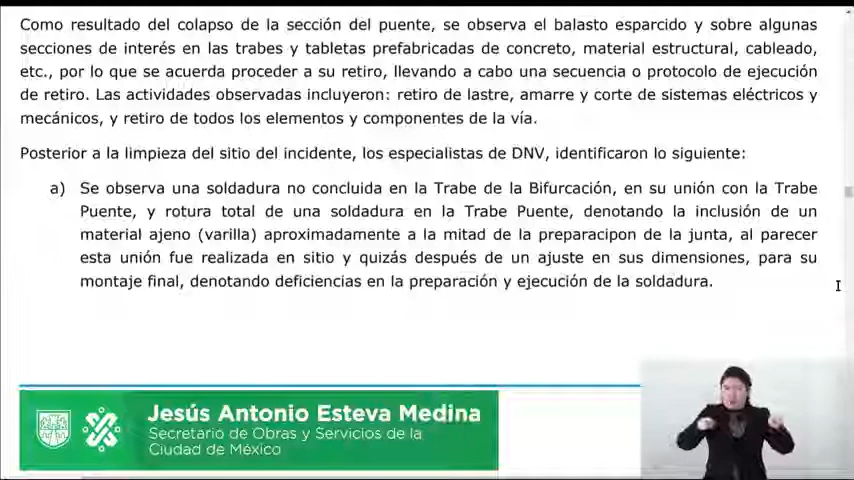 Como resultado del colapso de la sección del puente, se observa el balasto esparcido y sobre algunas
secciones de interés en las trabes y tabletas prefabricadas de concreto, material estructural, cableado,
etc., por lo que se acuerda proceder a su retiro, llevando a cabo una secuencia o protocolo de ejecución
de retiro. Las actividades observadas incluyeron: retiro de lastre, amarre y corte de sistemas eléctricos y
mecánicos, y retiro de todos los elementos y componentes de la vía.
Posterior a la limpieza del sitio del incidente, los especialistas de DNV, identificaron lo siguiente:
a) Se observa una soldadura no concluida en la Trabe de la Bifurcación, en su unión con la Trabe
Puente, y rotura total de una soldadura en la Trabe Puente, denotando la inclusión de un
material ajeno (varilla) aproximadamente a la mitad de la preparacipon de la junta, al parecer
esta unión fue realizada en sitio y quizás después de un ajuste en sus dimensiones, para su
montaje final, denotando deficiencias en la preparación y ejecución de la soldadura.
Jesús Antonio Esteva Medina
Secretario de Obras y Servicios de la
Ciudad de México